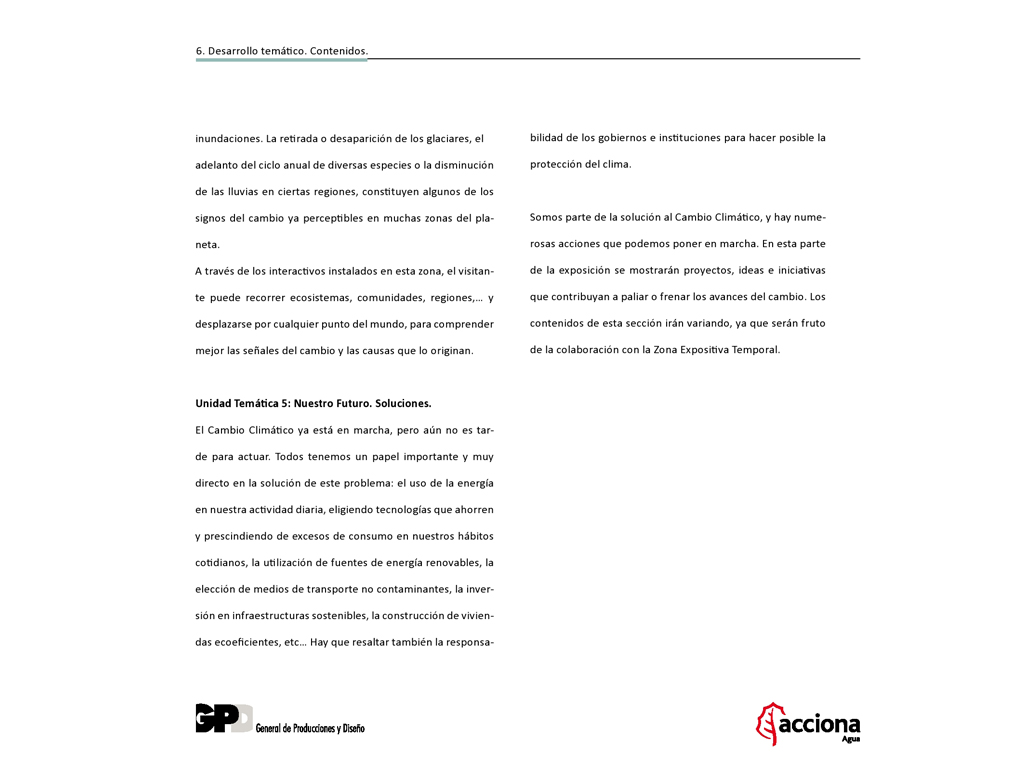 6. Desarrollo temático. Contenidos.
inundaciones. La retirada o desaparición de los glaciares, el
adelanto del ciclo anual de diversas especies o la disminución
de las lluvias en ciertas regiones, constituyen algunos de los
signos del cambio ya perceptibles en muchas zonas del pla-
neta.
A través de los interactivos instalados en esta zona, el visitan-
te puede recorrer ecosistemas, comunidades, regiones,... y
desplazarse por cualquier punto del mundo, para comprender
mejor las señales del cambio y las causas que lo originan.
Unidad Temática 5: Nuestro Futuro. Soluciones.
El Cambio Climático ya está en marcha, pero aún no es tar-
de para actuar. Todos tenemos un papel importante y muy
directo en la solución de este problema: el uso de la energía
en nuestra actividad diaria, eligiendo tecnologías que ahorren
y prescindiendo de excesos de consumo en nuestros hábitos
cotidianos, la utilización de fuentes de energía renovables, la
elección de medios de transporte no contaminantes, la inver-
sión en infraestructuras sostenibles, la construcción de vivien-
das ecoeficientes, etc... Hay que resaltar también la responsa-
bilidad de los gobiernos e instituciones para hacer posible la
protección del clima.
Somos parte de la solución al Cambio Climático, y hay nume-
rosas acciones que podemos poner en marcha. En esta parte
de la exposición se mostrarán proyectos, ideas e iniciativas
que contribuyan a paliar o frenar los avances del cambio. Los
contenidos de esta sección irán variando, ya que serán fruto
de la colaboración con la Zona Expositiva Temporal.
GPD General de Producciones y Diseño
acciona
Agua